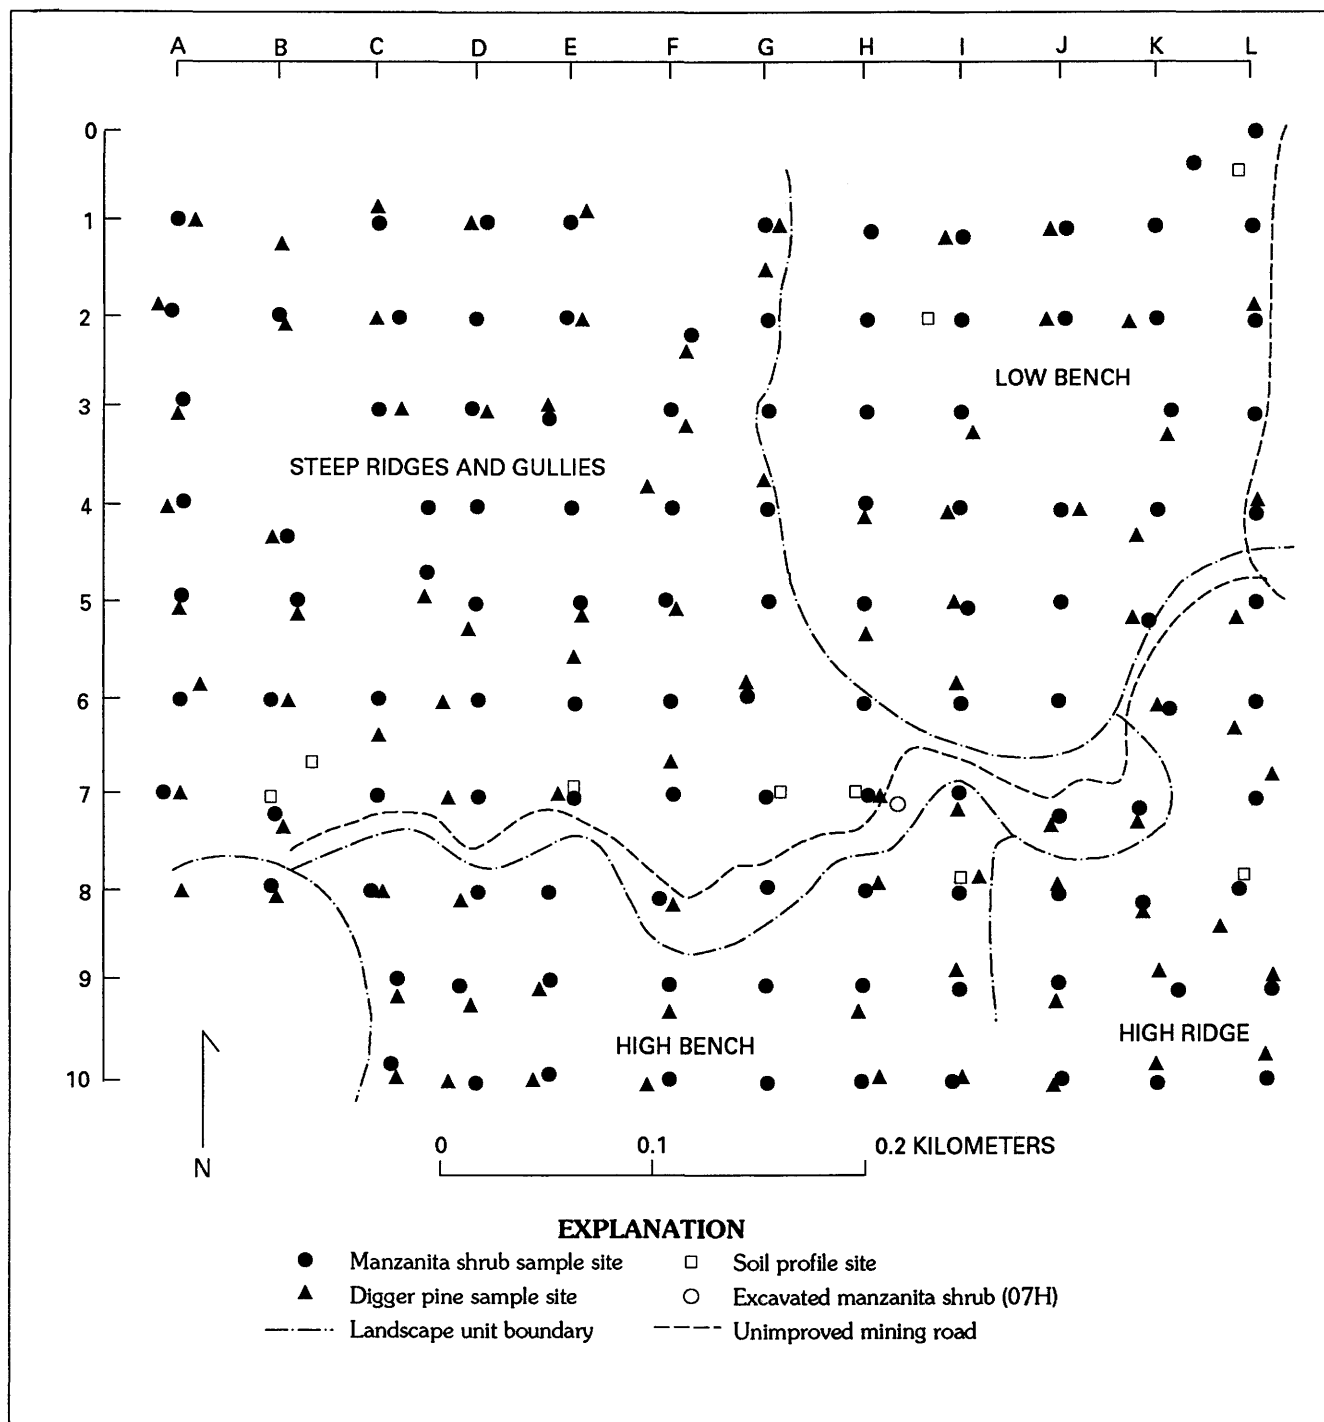 A B C D E F G H I J K L
0
1
2
LOW BENCH
3
STEEP RIDGES AND GULLIES
4
5
6
7
8
9
HIGH RIDGE
HIGH BENCH
10
0 0.1 0.2 KILOMETERS
N
EXPLANATION
Manzanita shrub sample site Soil profile site
Digger pine sample site Excavated manzanita shrub (07H)
Landscape unit boundary Unimproved mining road